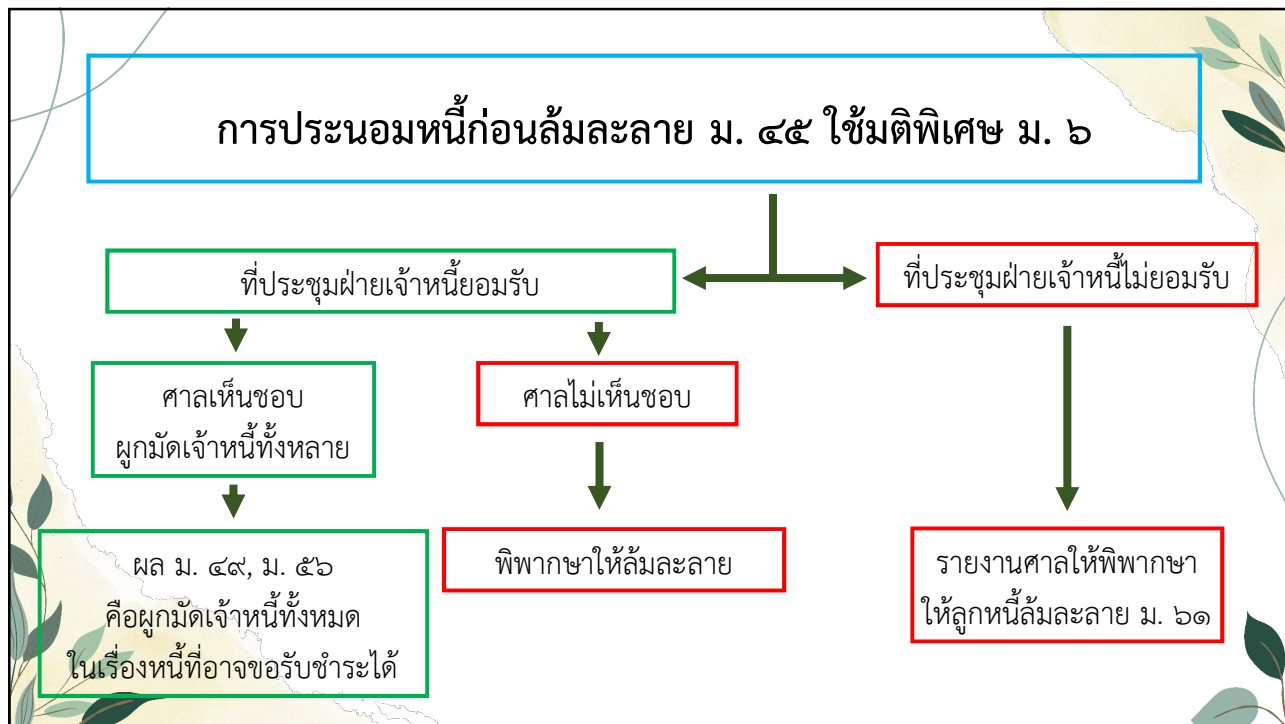 การประนอมหนี้ก่อนล้มละลาย ม. ๔๕ ใช้มติพิเศษ ม. ๖
ที่ประชุมฝ่ายเจ้าหนี้ยอมรับ
ที่ประชุมฝ่ายเจ้าหนี้ไม่ยอมรับ
ศาลเห็นชอบ
ผูกมัดเจ้าหนี้ทั้งหลาย
ศาลไม่เห็นชอบ
ผล ม. ๔๙, ม. ๕๖
คือผูกมัดเจ้าหนี้ทั้งหมด
ในเรื่องหนี้ที่อาจขอรับชำระได้
พิพากษาให้ล้มละลาย
รายงานศาลให้พิพากษา
ให้ลูกหนี้ล้มละลาย ม. ๖๑